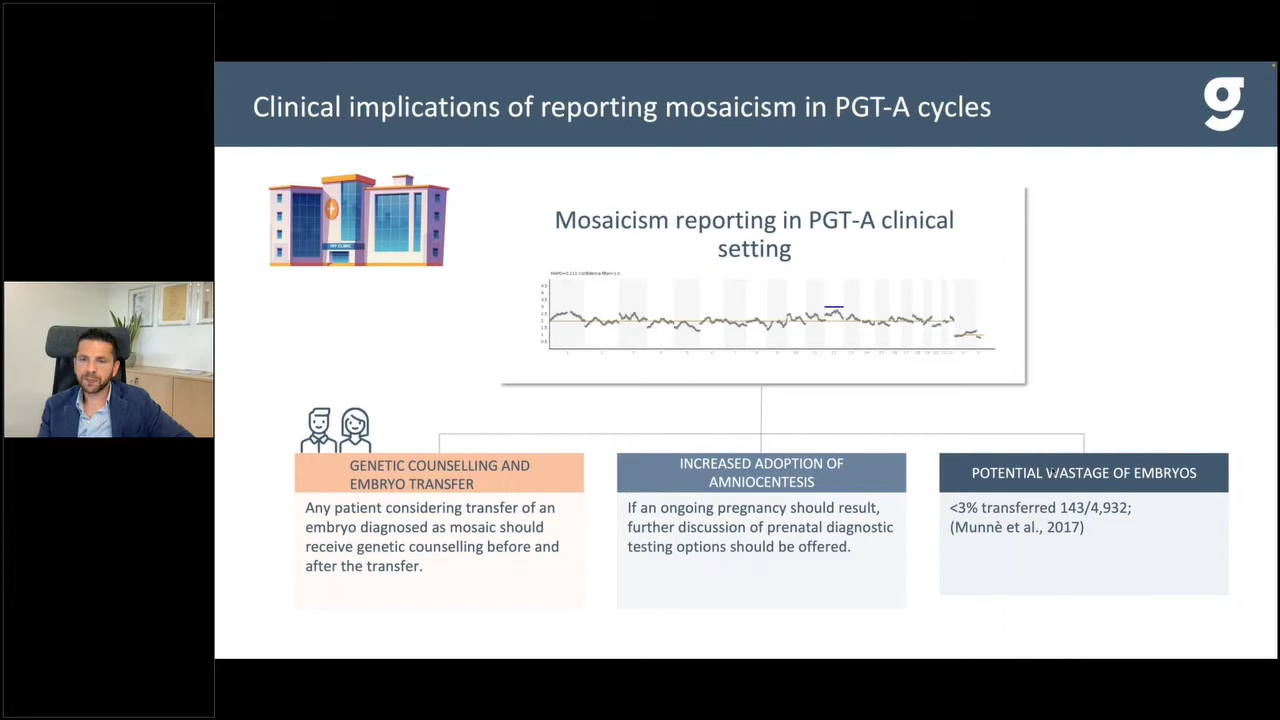 Clinical implications of reporting mosaicism in PGT-A cycles
g
Mosaicism reporting in PGT-A clinical
setting
GENETIC COUNSELLING AND
EMBRYO TRANSFER
Any patient considering transfer of an
embryo diagnosed as mosaic should
receive genetic counselling before and
after the transfer.
INCREASED ADOPTION OF
AMNIOCENTESIS
If an ongoing pregnancy should result,
further discussion of prenatal diagnostic
testing options should be offered.
POTENTIAL WASTAGE OF EMBRYOS
<3% transferred 143/4,932;
(Munnè et al., 2017)